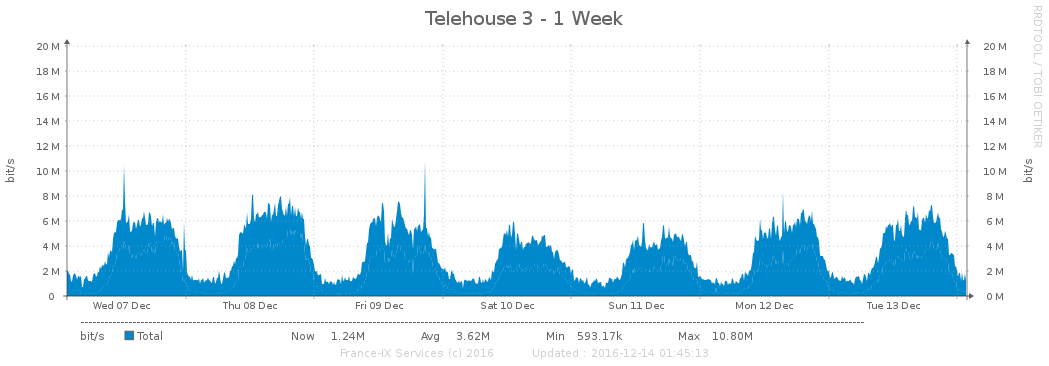 Telehouse 3 - 1 Week
RRDTOOL / TOBI OETIKER
bit/s
20 M 20 M
18 M 18 M
16 M 16 M
14 M 14 M
12 M 12 M
10 M 10 M
8 M 8 M
6 M 6 M
4 M 4 M
2 M 2 M
0 0 M
bit/s
Wed 07 Dec Thu 08 Dec Fri 09 Dec Sat 10 Dec Sun 11 Dec Mon 12 Dec Tue 13 Dec
bit/s Total Now 1.24M Avg 3.62M Min 593.17k Max 10.80M
France-IX Services (c) 2016 Updated : 2016-12-14 01:45:13